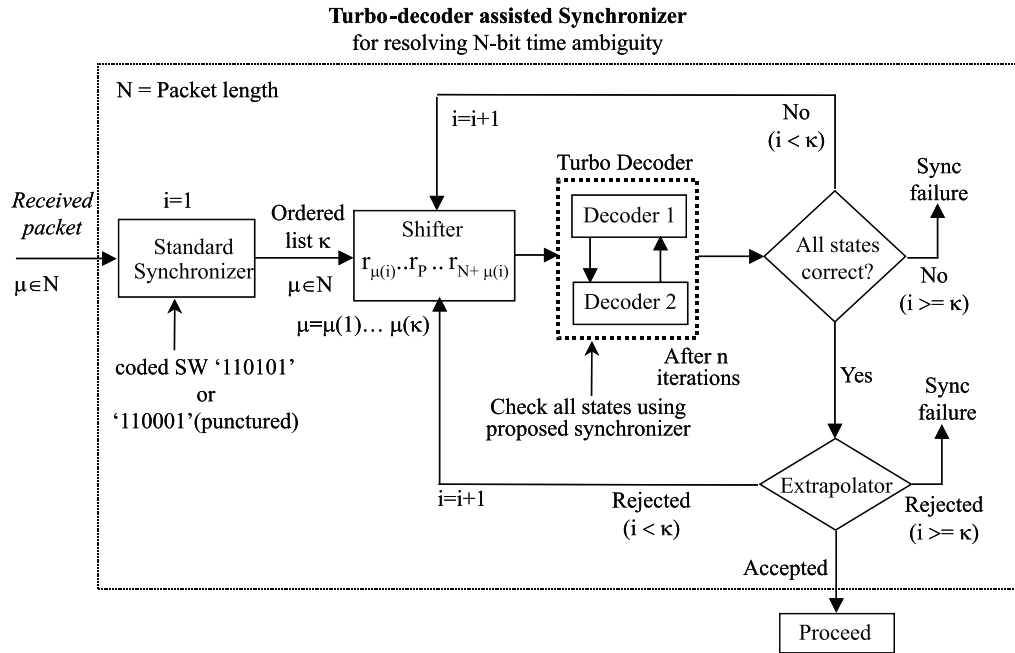 Turbo-decoder assisted Synchronizer
for resolving N-bit time ambiguity
N = Packet length
i=i+1
No
(i < κ)
Turbo Decoder
Sync
failure
Received
packet
i=1
Ordered
list κ
Decoder 1
Standard
Synchronizer
Shifter
r_μ(i)..r_P .. r_N+ μ(i)
All states
correct?
μ∈N
μ∈N
Decoder 2
No
(i >= κ)
μ=μ(1)… μ(κ)
After n
iterations
coded SW ‘110101’
or
‘110001’(punctured)
Yes
Check all states using
proposed synchronizer
Sync
failure
Extrapolator
i=i+1
Rejected
(i < κ)
Rejected
(i >= κ)
Accepted
Proceed